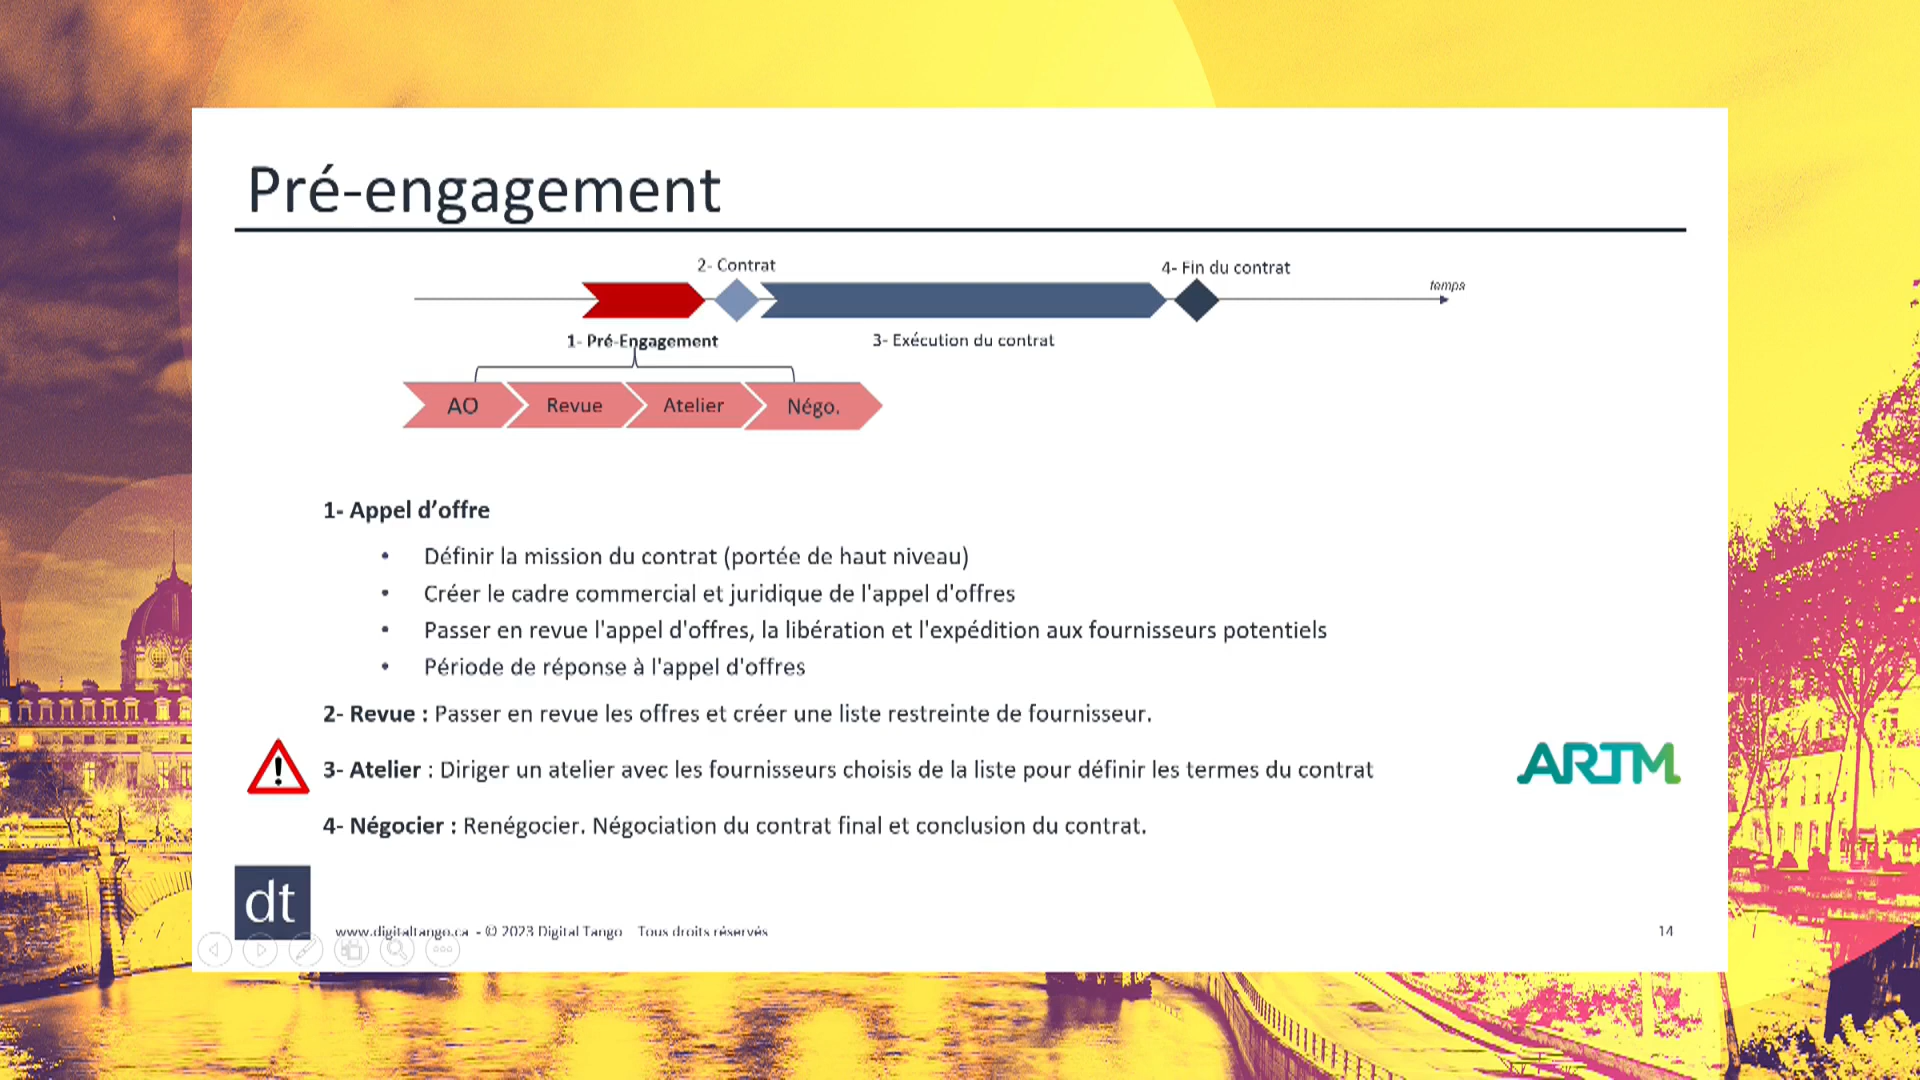 Pré-engagement
2- Contrat
4- Fin du contrat
temps
1- Pré-Engagement
3- Exécution du contrat
AO
Revue
Atelier
Négo.
1- Appel d’offre
• Définir la mission du contrat (portée de haut niveau)
• Créer le cadre commercial et juridique de l'appel d'offres
• Passer en revue l'appel d'offres, la libération et l'expédition aux fournisseurs potentiels
• Période de réponse à l'appel d'offres
2- Revue : Passer en revue les offres et créer une liste restreinte de fournisseur.
3- Atelier : Diriger un atelier avec les fournisseurs choisis de la liste pour définir les termes du contrat
ARTM
4- Négocier : Renégocier. Négociation du contrat final et conclusion du contrat.
dt
www.digitaltango.ca - © 2023 Digital Tango Tous droits réservés
14